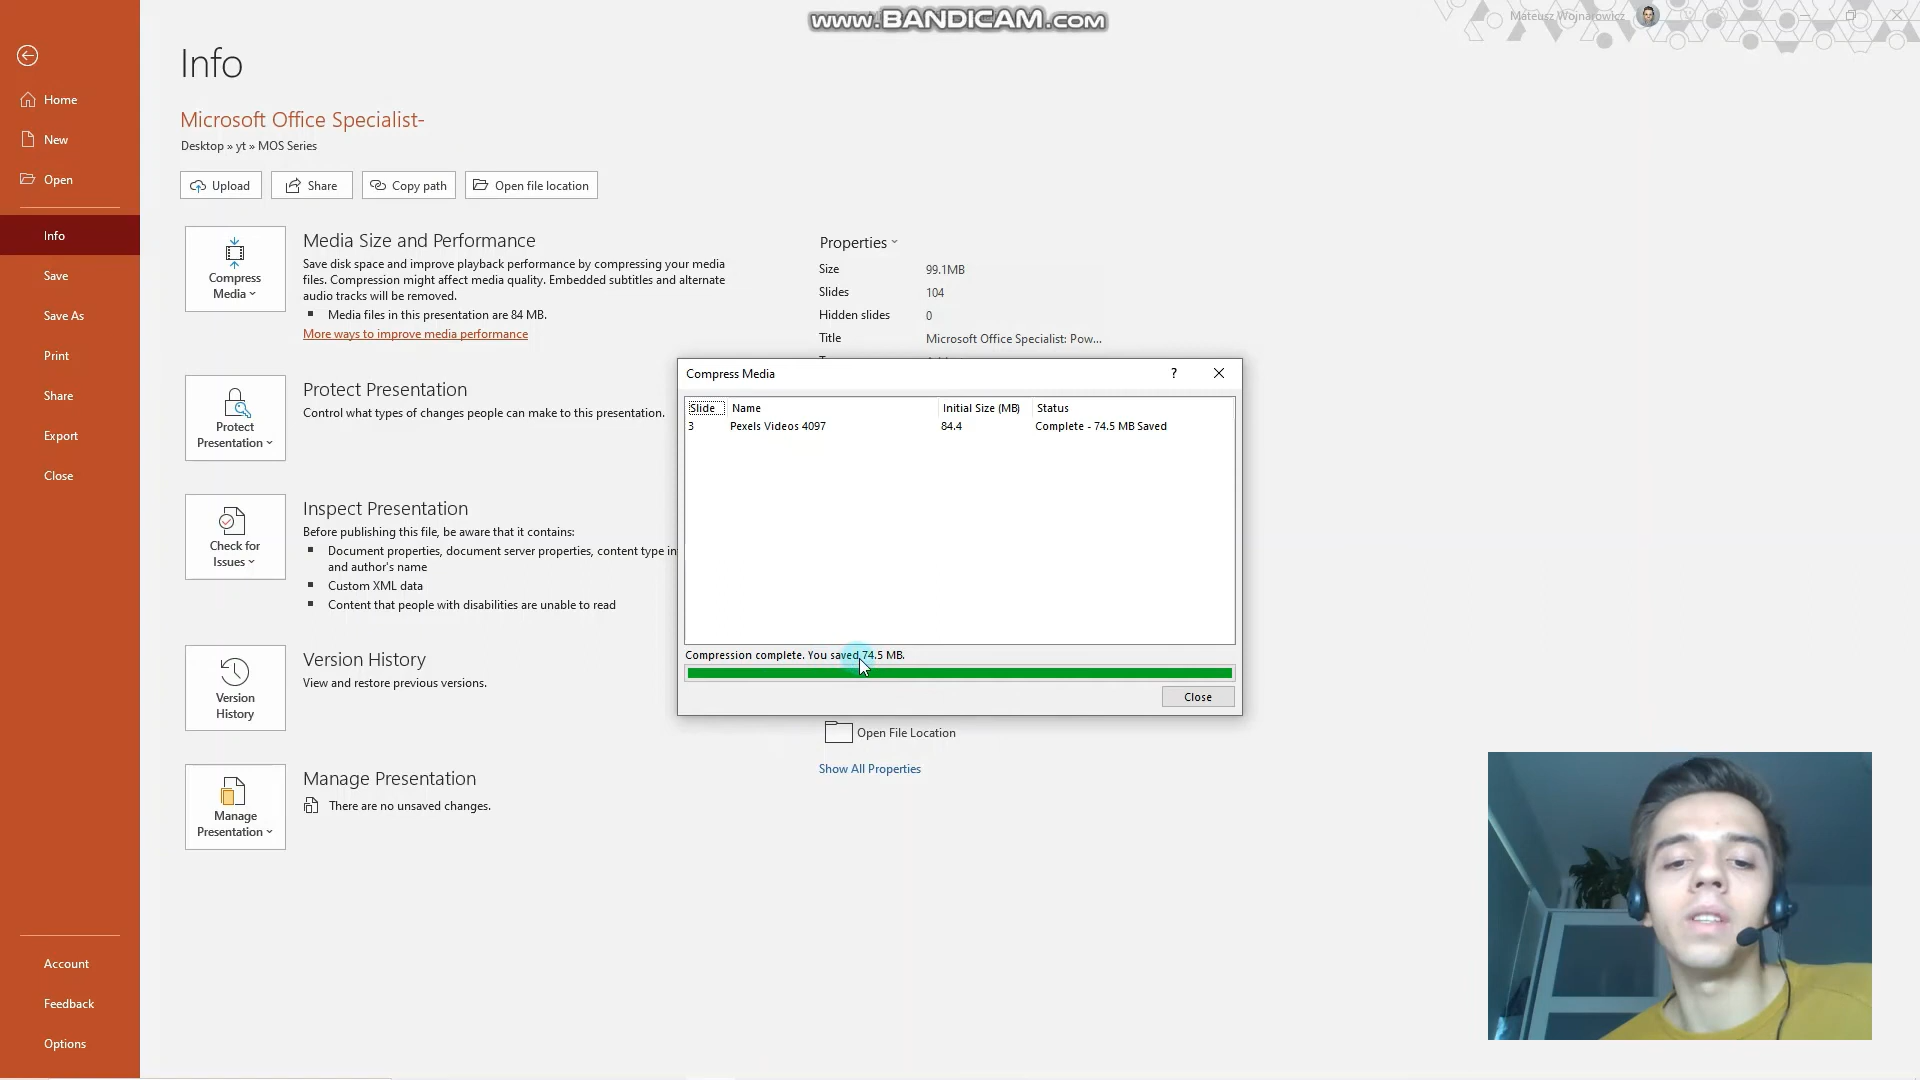 www.BANDICAM.com
Mateusz Wojnarowicz
Info
Home
New
Open
Info
Save
Save As
Print
Share
Export
Close
Account
Feedback
Options
Microsoft Office Specialist-
Desktop » yt » MOS Series
Upload
Share
Copy path
Open file location
Compress
Media
Media Size and Performance
Save disk space and improve playback performance by compressing your media
files. Compression might affect media quality. Embedded subtitles and alternate
audio tracks will be removed.
Media files in this presentation are 84 MB.
More ways to improve media performance
Protect
Presentation
Protect Presentation
Control what types of changes people can make to this presentation.
Check for
Issues
Inspect Presentation
Before publishing this file, be aware that it contains:
Document properties, document server properties, content type in
and author's name
Custom XML data
Content that people with disabilities are unable to read
Version
History
Version History
View and restore previous versions.
Manage
Presentation
Manage Presentation
There are no unsaved changes.
Properties
Size 99.1MB
Slides 104
Hidden slides 0
Title Microsoft Office Specialist: Pow...
Compress Media ?
Slide Name Initial Size (MB) Status
3 Pexels Videos 4097 84.4 Complete - 74.5 MB Saved
Compression complete. You saved 74.5 MB.
Close
Open File Location
Show All Properties